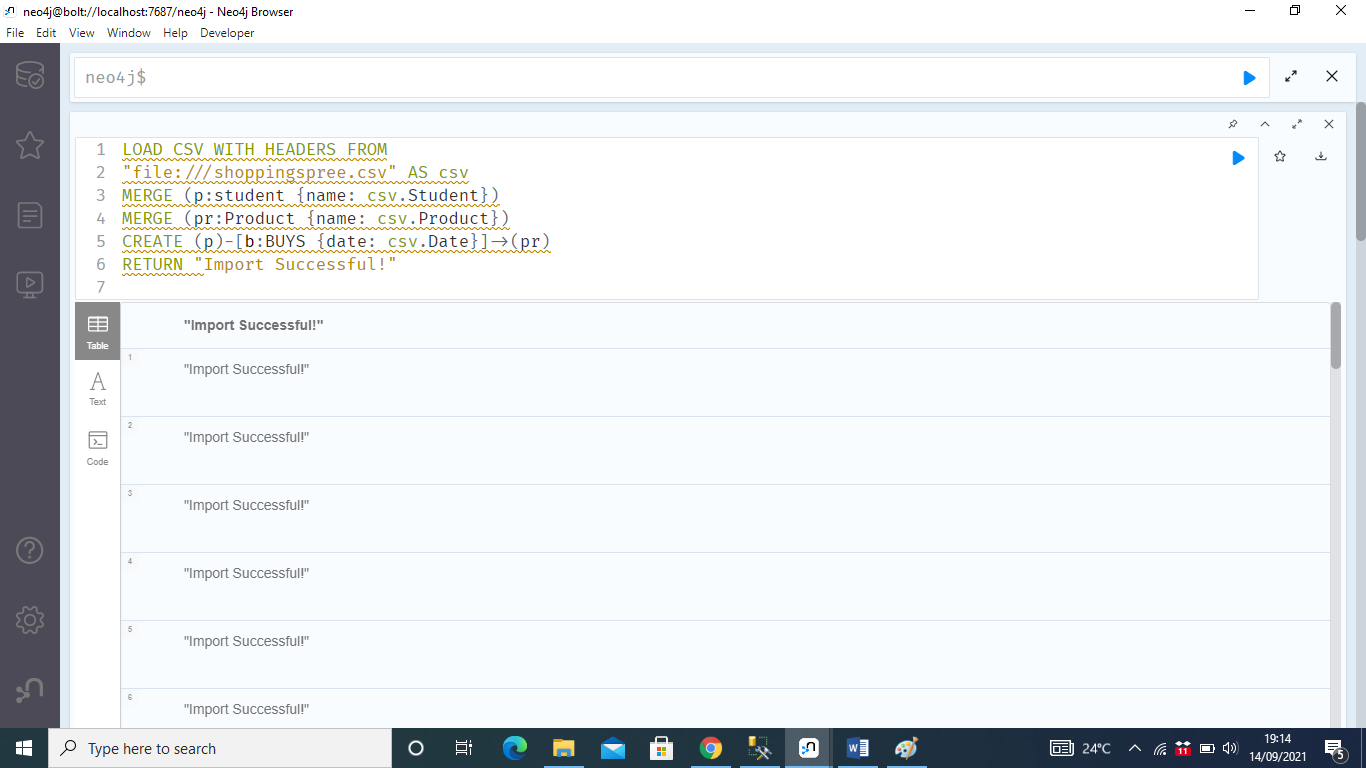 neo4j@bolt://localhost:7687/neo4j - Neo4j Browser
File Edit View Window Help Developer
neo4j$
1 LOAD CSV WITH HEADERS FROM
2 "file:///shoppingspree.csv" AS csv
3 MERGE (p:student {name: csv.Student})
4 MERGE (pr:Product {name: csv.Product})
5 CREATE (p)-[b:BUYS {date: csv.Date}]->(pr)
6 RETURN "Import Successful!"
7
Table
Text
Code
"Import Successful!"
1 "Import Successful!"
2 "Import Successful!"
3 "Import Successful!"
4 "Import Successful!"
5 "Import Successful!"
6 "Import Successful!"
Type here to search
24°C
11
19:14
14/09/2021
5